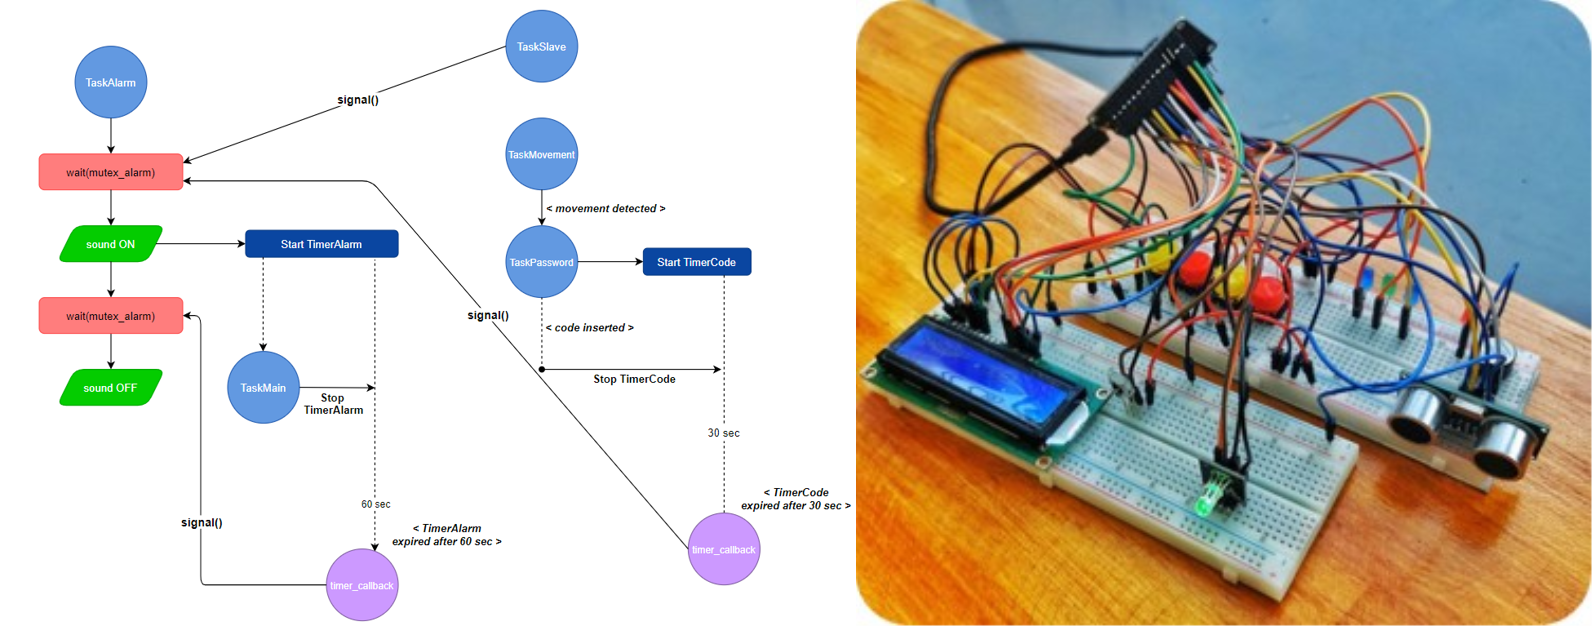 TaskSlave
TaskAlarm
signal()
TaskMovement
wait(mutex_alarm)
< movement detected >
sound ON
Start TimerAlarm
TaskPassword
Start TimerCode
wait(mutex_alarm)
signal()
< code inserted >
sound OFF
TaskMain
Stop
TimerAlarm
Stop TimerCode
30 sec
60 sec
< TimerCode
expired after 30 sec >
signal()
< TimerAlarm
expired after 60 sec >
timer_callback
timer_callback